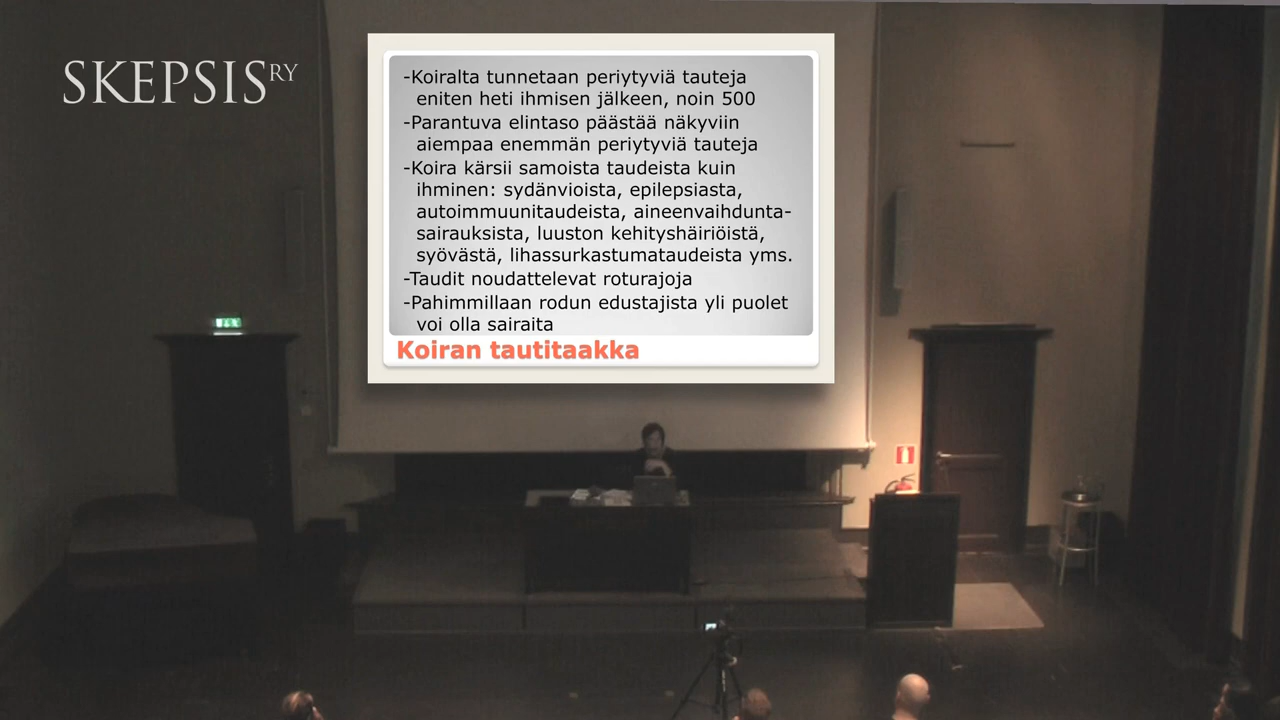 SKEPSIS RY
-Koiralta tunnetaan periytyviä tauteja
eniten heti ihmisen jälkeen, noin 500
-Parantuva elintaso päästää näkyviin
aiempaa enemmän periytyviä tauteja
-Koira kärsii samoista taudeista kuin
ihminen: sydänvioista, epilepsiasta,
autoimmuunitaudeista, aineenvaihdunta-
sairauksista, luuston kehityshäiriöistä,
syövästä, lihassurkastumataudeista yms.
-Taudit noudattelevat roturajoja
-Pahimmillaan rodun edustajista yli puolet
voi olla sairaita
Koiran tautitaakka